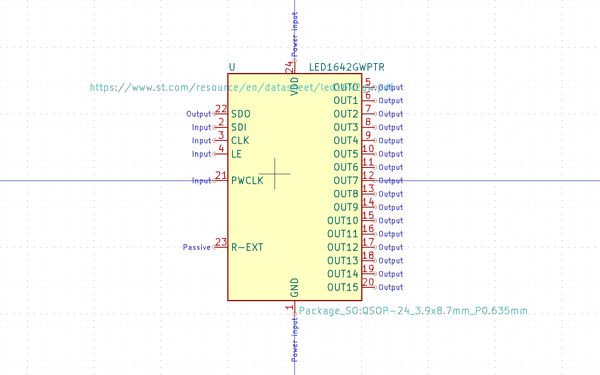 Power input
24
U LED1642GWPTR
VDD
https://www.st.com/resource/en/datasheet/led1642gw.pdf
OUT0 5 Output
OUT1 6 Output
Output 22 SDO OUT2 7 Output
Input 2 SDI OUT3 8 Output
Input 3 CLK OUT4 9 Output
Input 4 LE OUT5 10 Output
OUT6 11 Output
Input 21 PWCLK OUT7 12 Output
OUT8 13 Output
OUT9 14 Output
OUT10 15 Output
OUT11 16 Output
Passive 23 R-EXT OUT12 17 Output
OUT13 18 Output
OUT14 19 Output
OUT15 20 Output
GND
1
Package_SO:QSOP-24_3.9x8.7mm_P0.635mm
Power input